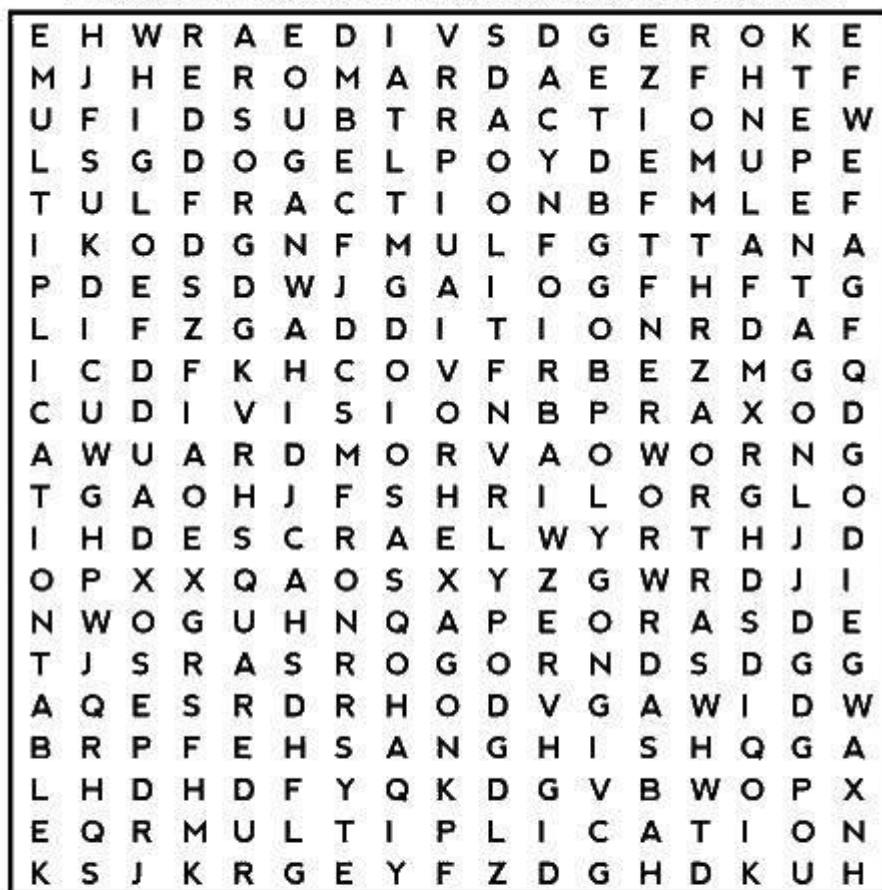 E H W R A E D I V S D G E R O K E
M J H E R O M A R D A E Z F H T F
U F I D S U B T R A C T I O N E W
L S G D O G E L P O Y D E M U P E
T U L F R A C T I O N B F M L E F
I K O D G N F M U L F G T T A N A
P D E S D W J G A I O G F H F T G
L I F Z G A D D I T I O N R D A F
I C D F K H C O V F R B E Z M G Q
C U D I V I S I O N B P R A X O D
A W U A R D M O R V A O W O R N G
T G A O H J F S H R I L O R G L O
I H D E S C R A E L W Y R T H J D
O P X X Q A O S X Y Z G W R D J I
N W O G U H N Q A P E O R A S D E
T J S R A S R O G O R N D S D G G
A Q E S R D R H O D V G A W I D W
B R P F E H S A N G H I S H Q G A
L H D H D F Y Q K D G V B W O P X
E Q R M U L T I P L I C A T I O N
K S J K R G E Y F Z D G H D K U H